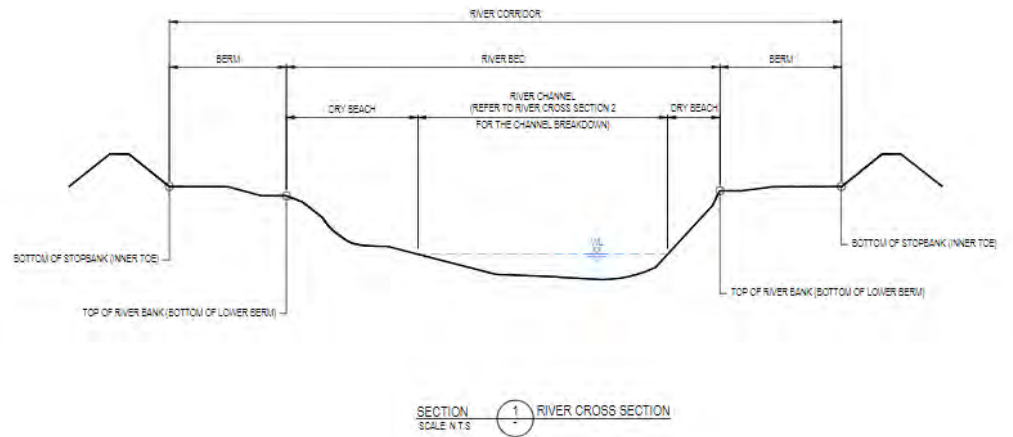 RIVER CORRIDOR
BERM
RIVER BED
BERM
DRY BEACH
RIVER CHANNEL
(REFER TO RIVER CROSS SECTION 2
FOR THE CHANNEL BREAKDOWN)
DRY BEACH
WL
BOTTOM OF STOPBANK (INNER TOE)
BOTTOM OF STOPBANK (INNER TOE)
TOP OF RIVER BANK (BOTTOM OF LOWER BERM)
TOP OF RIVER BANK (BOTTOM OF LOWER BERM)
SECTION 1 RIVER CROSS SECTION
SCALE N.T.S -